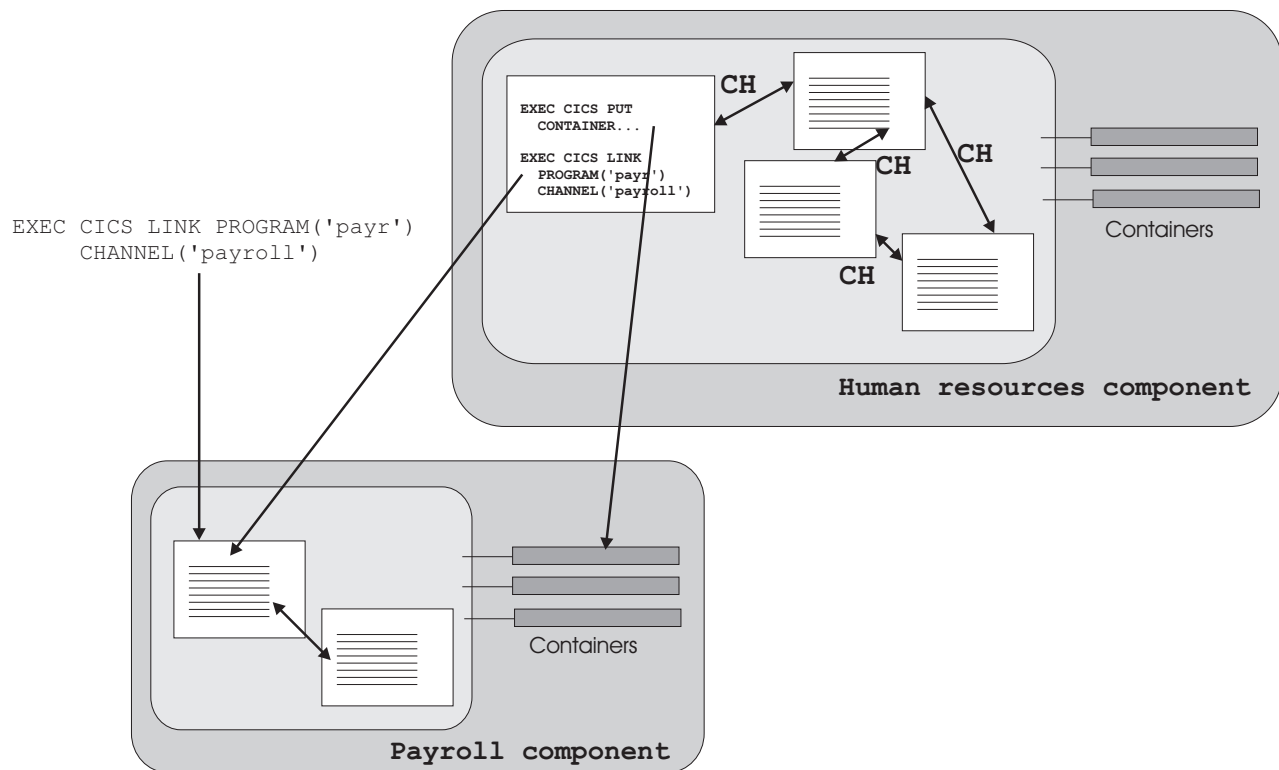 CH
EXEC CICS PUT
CONTAINER...
EXEC CICS LINK
PROGRAM('payr')
CHANNEL('payroll')
CH
CH
CH
Containers
Human resources component
EXEC CICS LINK PROGRAM('payr')
CHANNEL('payroll')
Containers
Payroll component